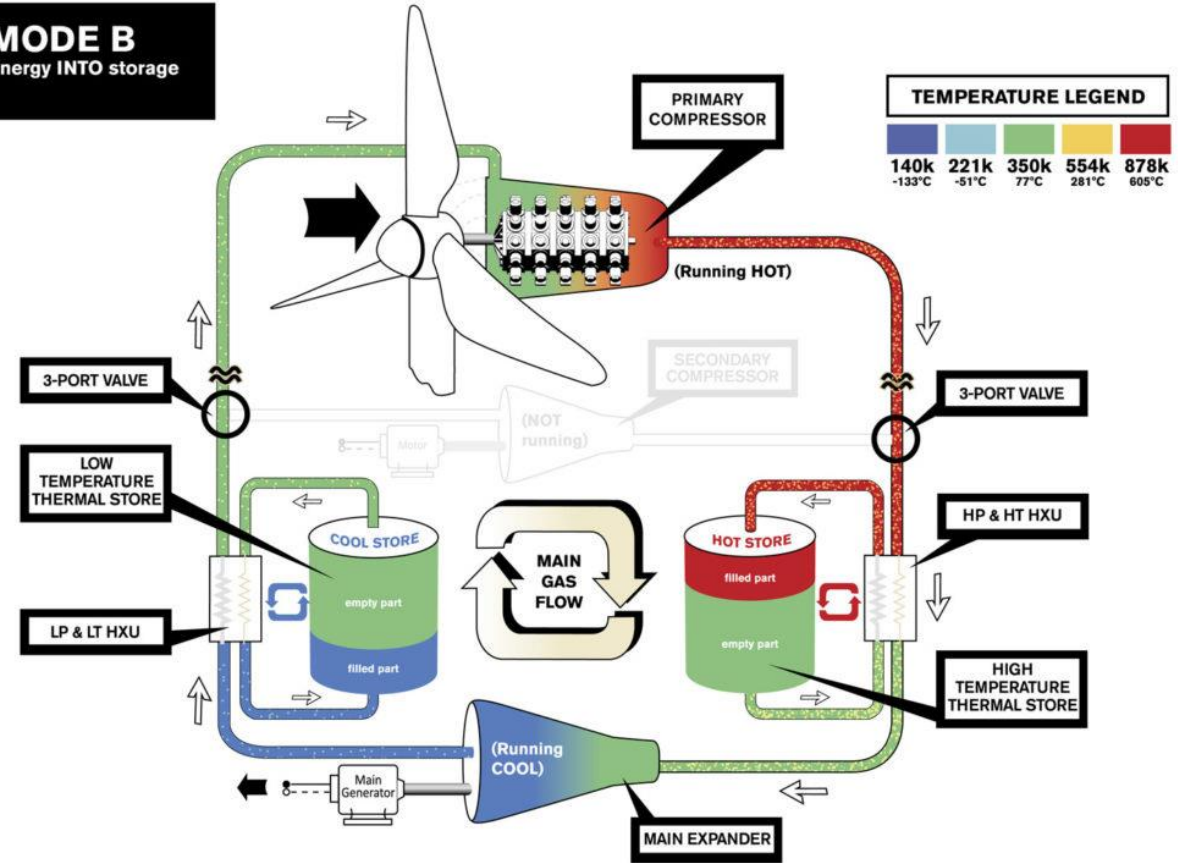 MODE B
nergy INTO storage
PRIMARY
COMPRESSOR
TEMPERATURE LEGEND
140k 221k 350k 554k 878k
-133°C -51°C 77°C 281°C 605°C
(Running HOT)
3-PORT VALVE
SECONDARY
COMPRESSOR
3-PORT VALVE
(NOT
running)
Motor
LOW
TEMPERATURE
THERMAL STORE
COOL STORE
empty part
filled part
MAIN
GAS
FLOW
HOT STORE
filled part
empty part
HP & HT HXU
LP & LT HXU
HIGH
TEMPERATURE
THERMAL STORE
(Running
COOL)
Main
Generator
MAIN EXPANDER